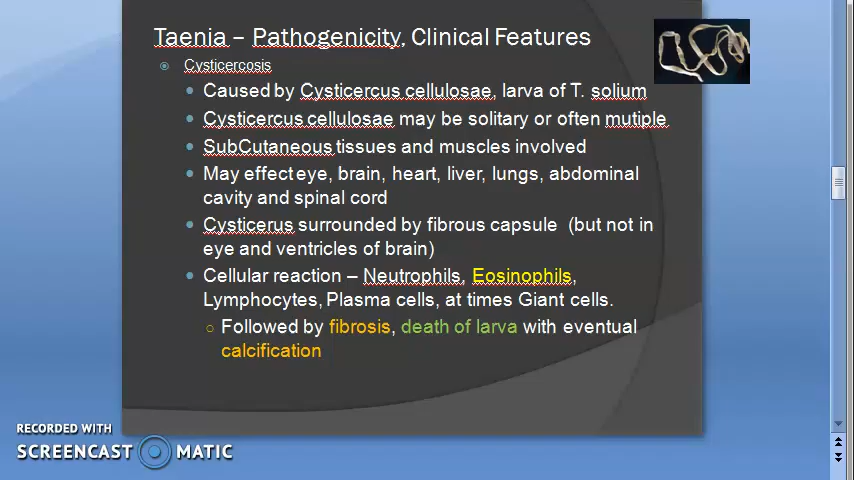 Taenia – Pathogenicity, Clinical Features
Cysticercosis
Caused by Cysticercus cellulosae, larva of T. solium
Cysticercus cellulosae may be solitary or often mutiple
SubCutaneous tissues and muscles involved
May effect eye, brain, heart, liver, lungs, abdominal
cavity and spinal cord
Cysticerus surrounded by fibrous capsule (but not in
eye and ventricles of brain)
Cellular reaction – Neutrophils, Eosinophils,
Lymphocytes, Plasma cells, at times Giant cells.
Followed by fibrosis, death of larva with eventual
calcification
RECORDED WITH
SCREENCAST MATIC